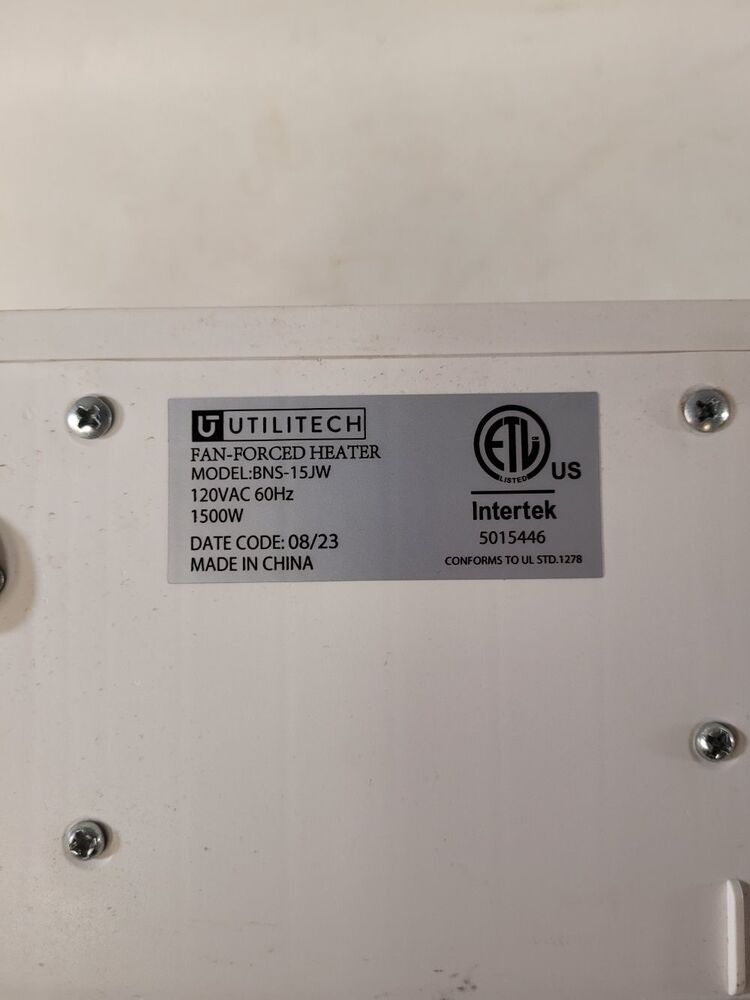 UTILITECH
FAN-FORCED HEATER
MODEL:BNS-15JW
120VAC 60Hz
1500W
DATE CODE: 08/23
MADE IN CHINA
ETL
LISTED
US
Intertek
5015446
CONFORMS TO UL STD.1278